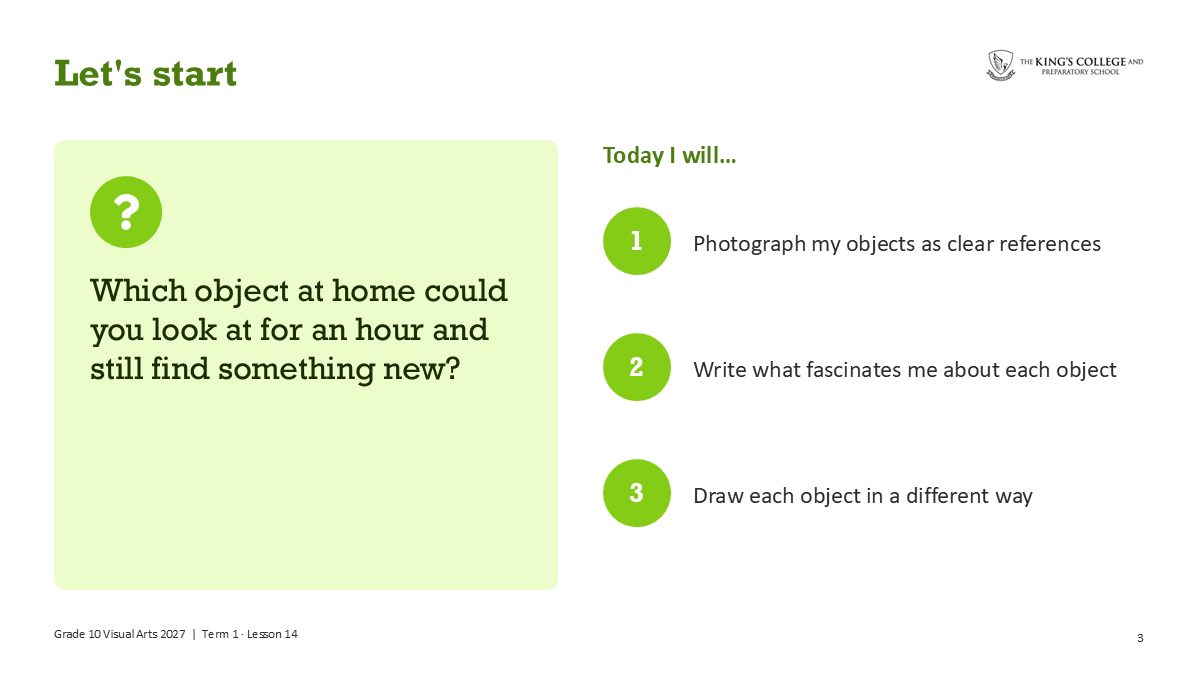 Let's start
THE KING'S COLLEGE AND
PREPARATORY SCHOOL
?
Which object at home could
you look at for an hour and
still find something new?
Today I will...
1
Photograph my objects as clear references
2
Write what fascinates me about each object
3
Draw each object in a different way
Grade 10 Visual Arts 2027 | Term 1 · Lesson 14
3